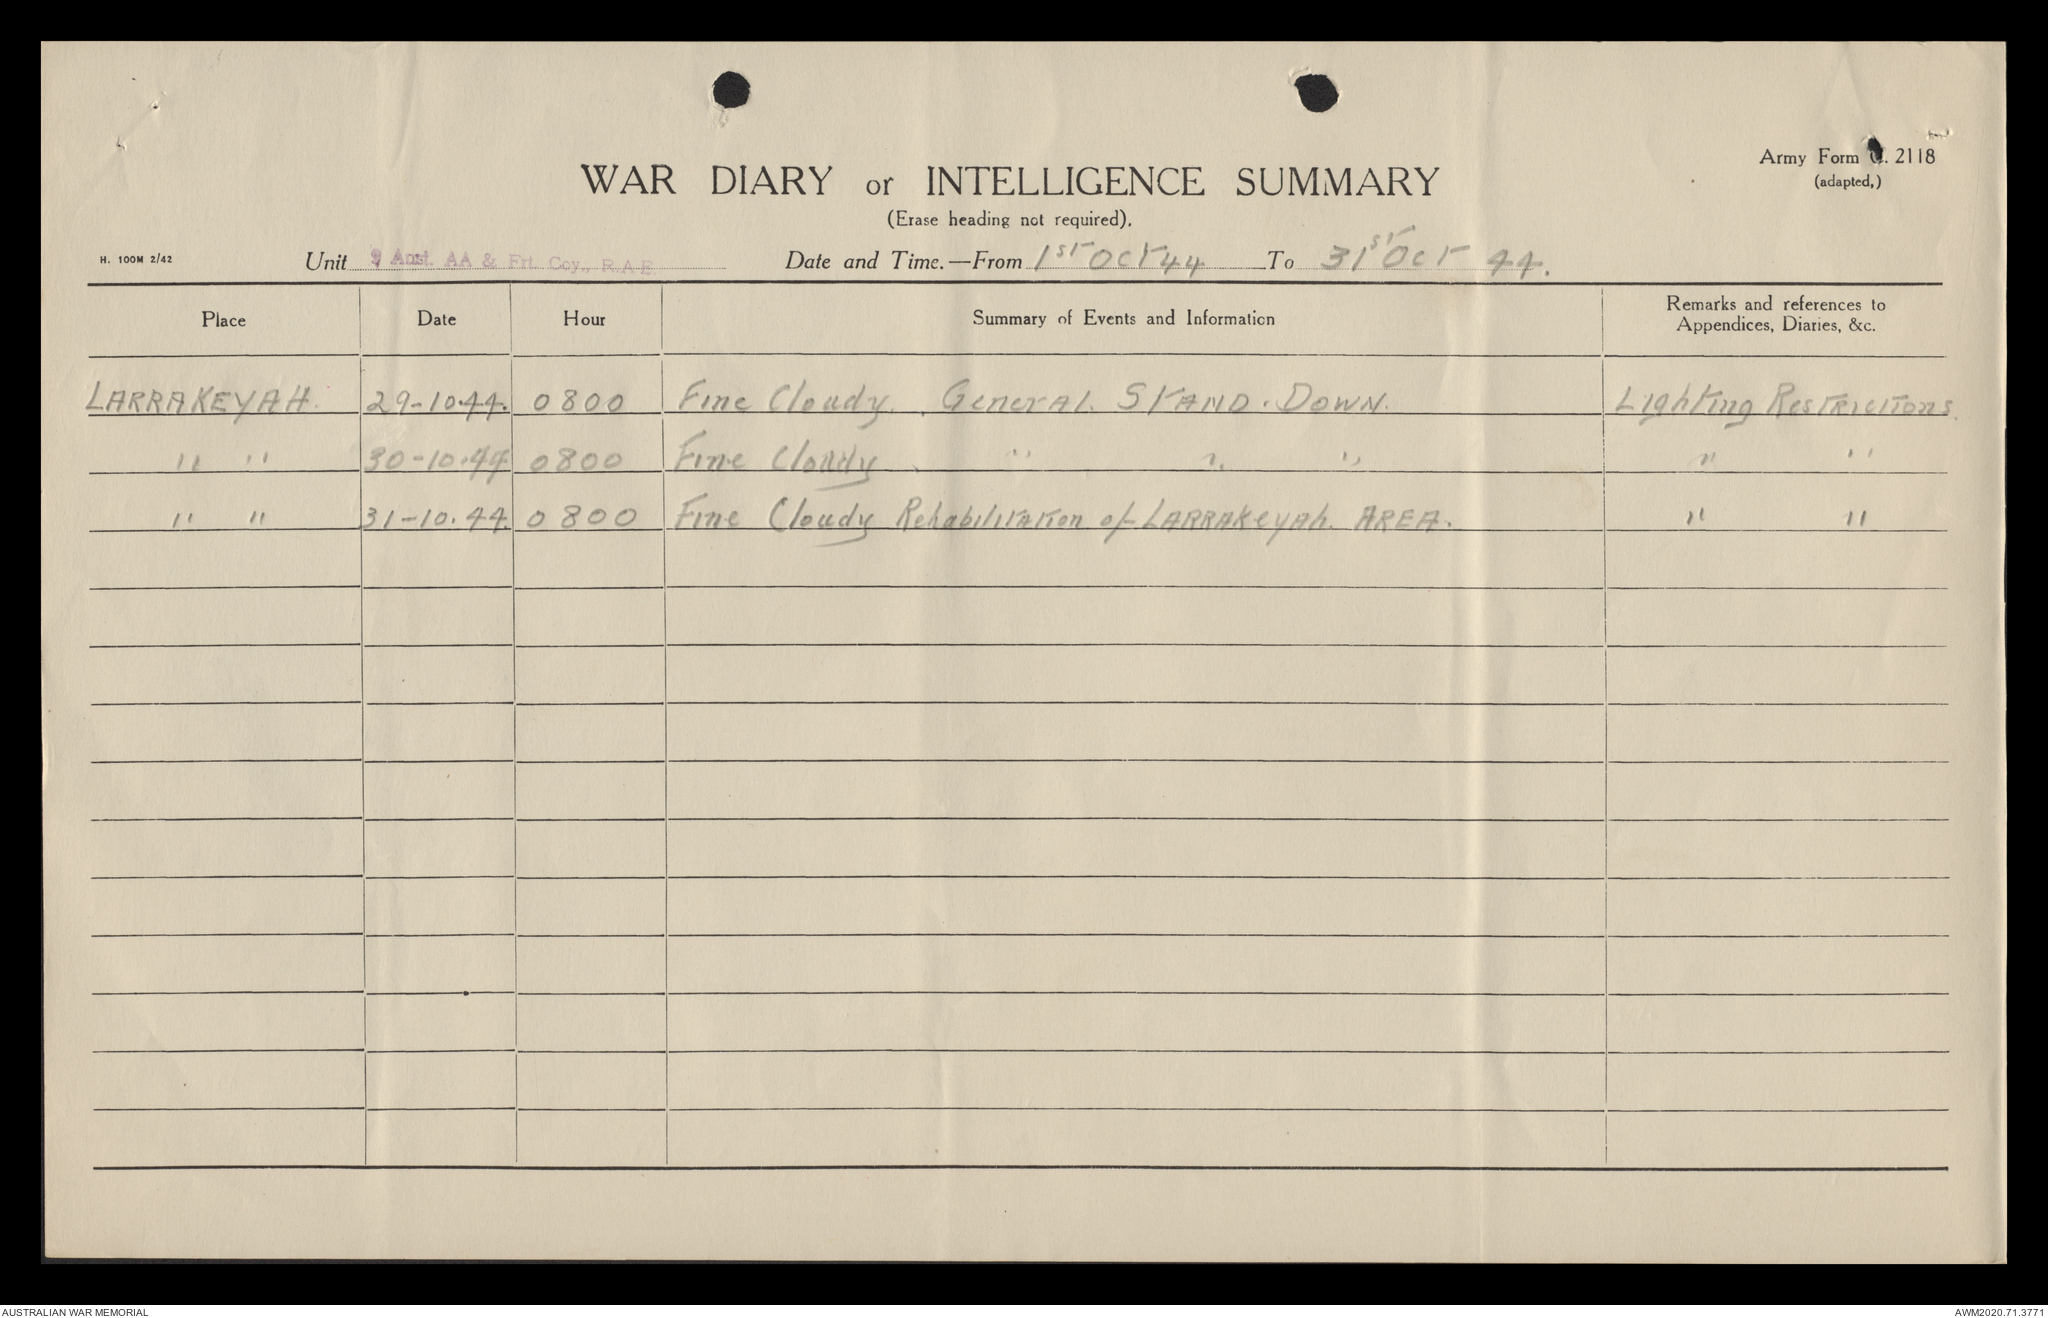 WAR DIARY or INTELLIGENCE SUMMARY
Army Form C. 2118
(adapted,)
(Erase heading not required).
H. 100M 2/42
Unit 9 Aust. AA & Frt. Coy., R.A.E. Date and Time.—From 1st Oct 44 To 31st Oct 44.
Place Date Hour Summary of Events and Information Remarks and references to
Appendices, Diaries, &c.
LARRAKEYAH. 29-10.44. 0800 Fine Cloudy. General STAND. DOWN. Lighting Restrictions.
" " 30-10.44 0800 Fine Cloudy " " " " "
" " 31-10.44. 0800 Fine Cloudy Rehabilitation of LARRAKEYAh. AREA. " "
AUSTRALIAN WAR MEMORIAL
AWM2020.71.3771